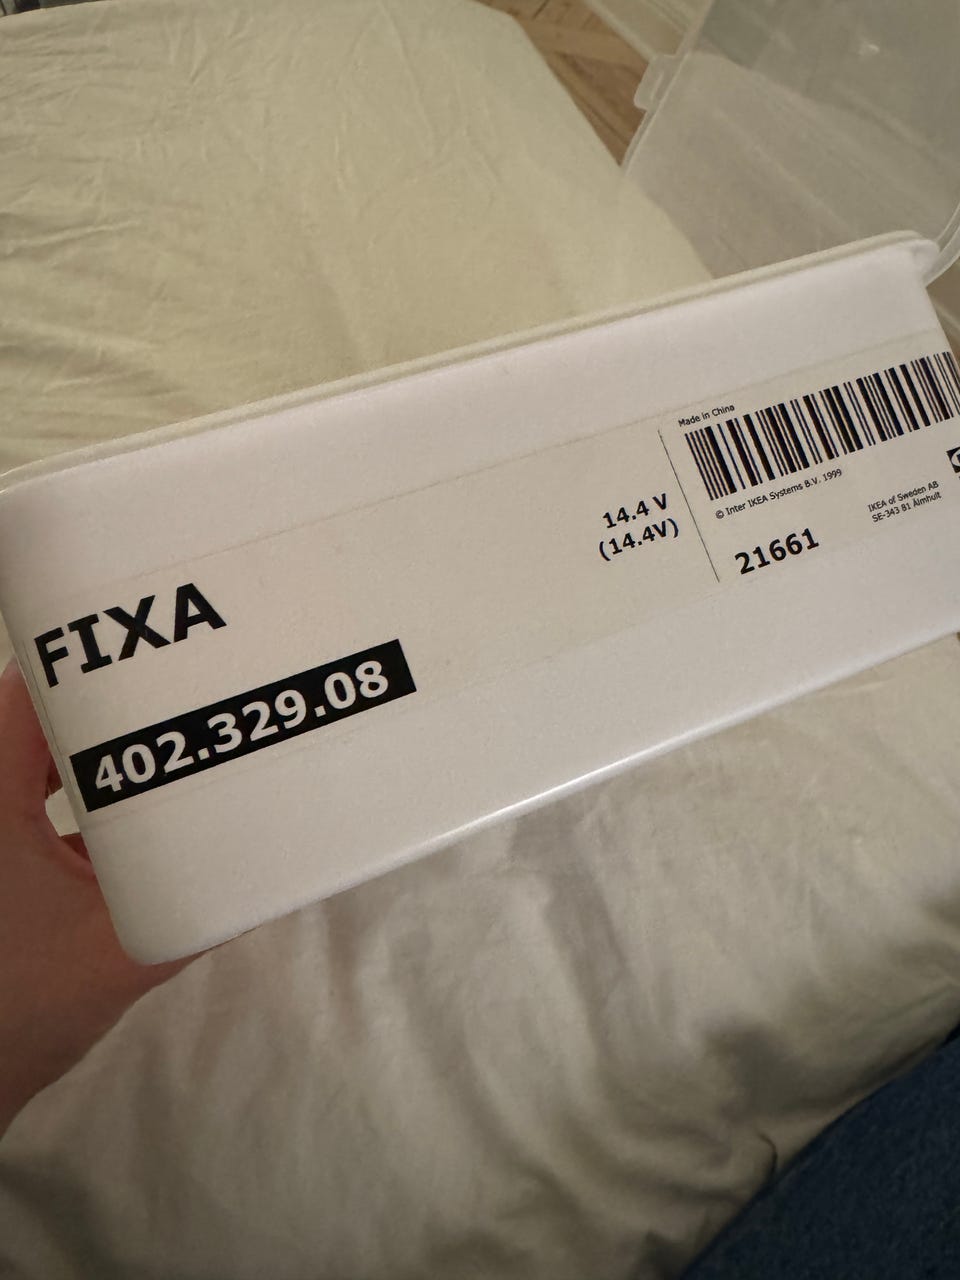 FIXA
402.329.08
14.4 V
(14.4V)
Made in China
© Inter IKEA Systems B.V. 1999
21661
IKEA of Sweden AB
SE-343 81 Älmhult